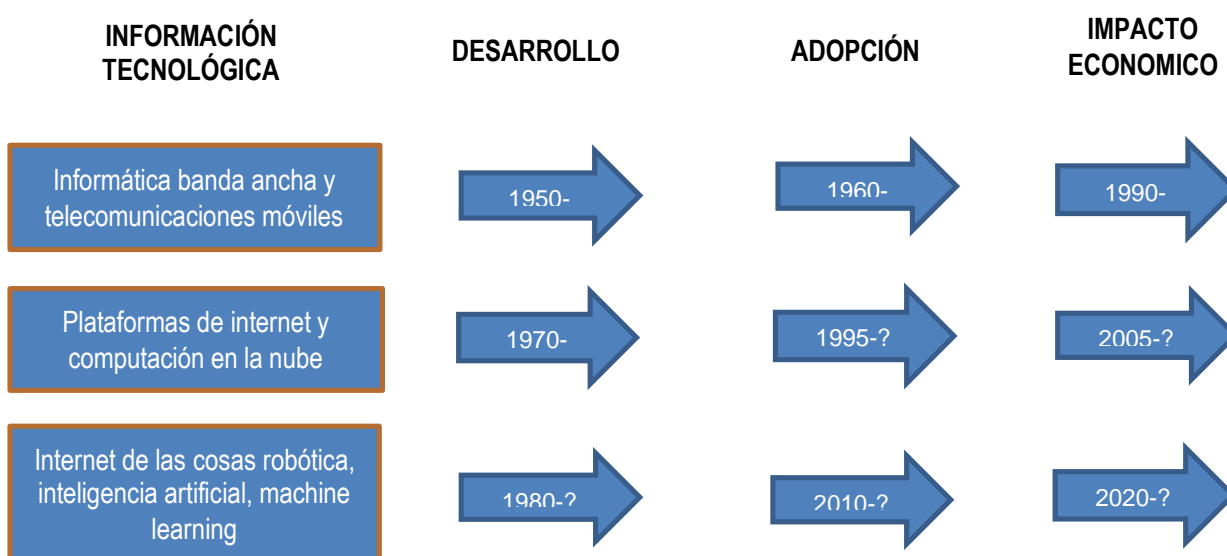 INFORMACIÓN
TECNOLÓGICA
DESARROLLO
ADOPCIÓN
IMPACTO
ECONOMICO
Informática banda ancha y
telecomunicaciones móviles
1950-
1960-
1990-
Plataformas de internet y
computación en la nube
1970-
1995-?
2005-?
Internet de las cosas robótica,
inteligencia artificial, machine
learning
1980-?
2010-?
2020-?